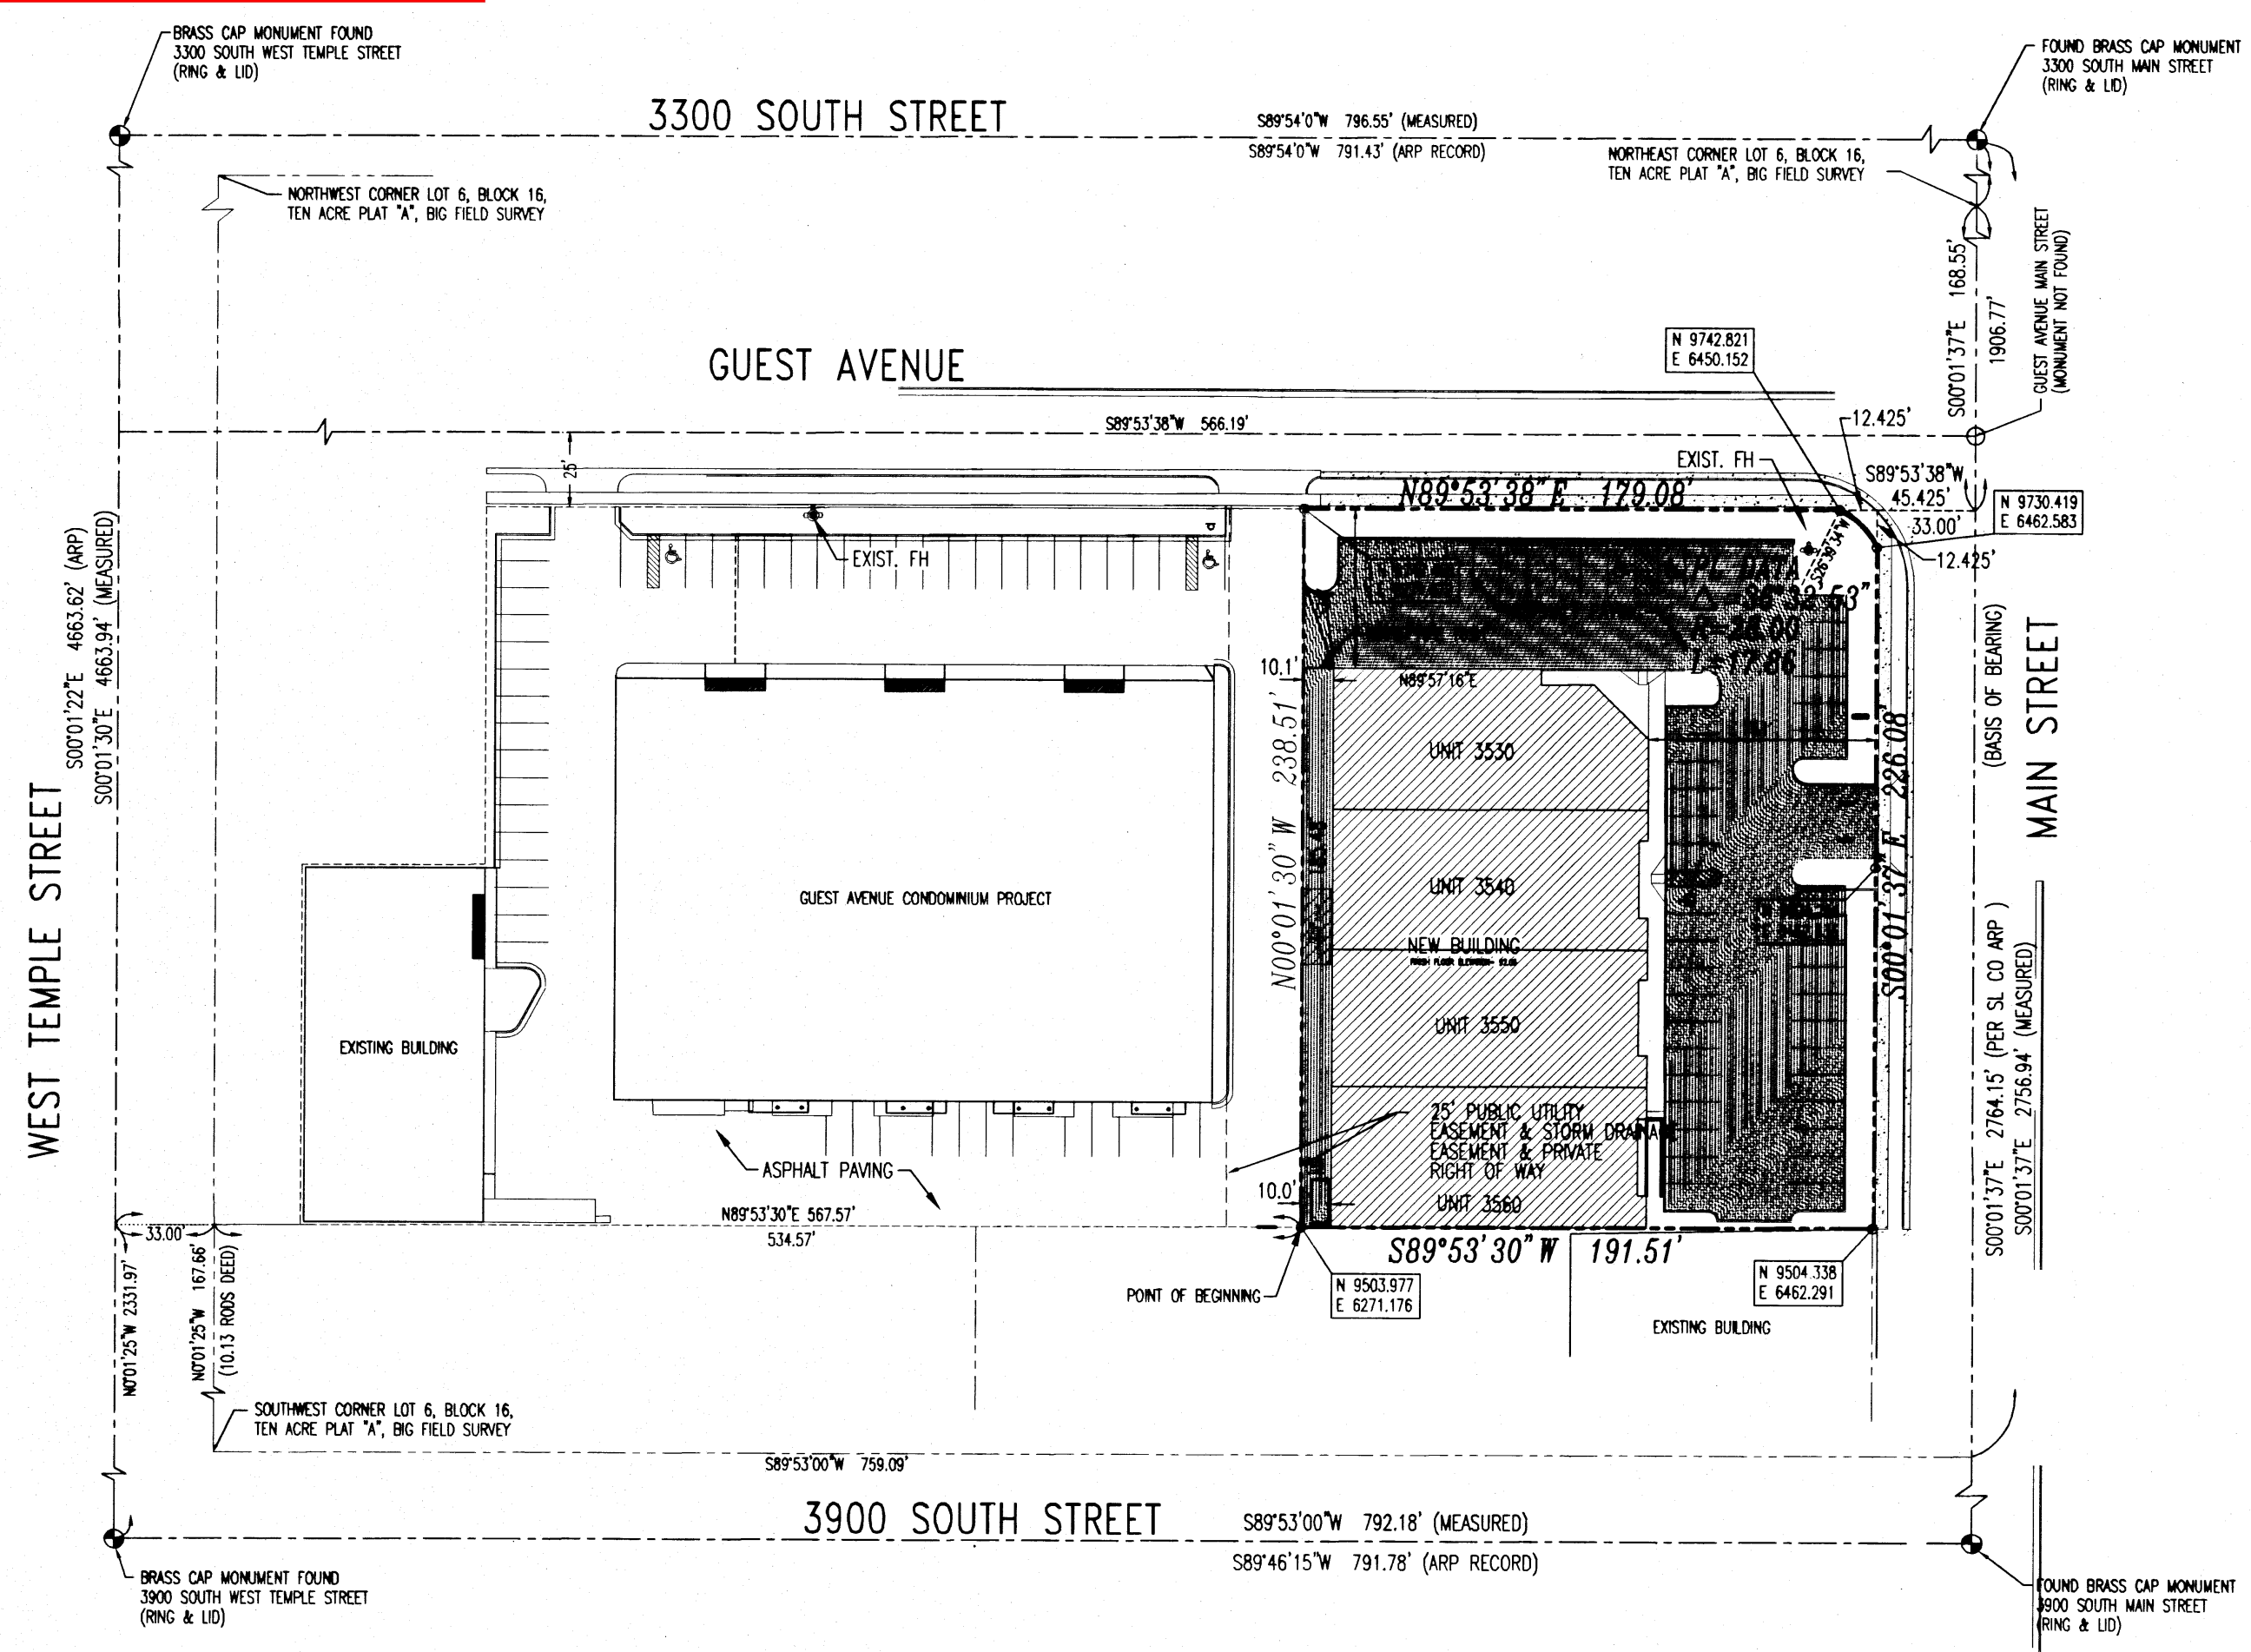 BRASS CAP MONUMENT FOUND
3300 SOUTH WEST TEMPLE STREET
(RING & LID)
FOUND BRASS CAP MONUMENT
3300 SOUTH MAIN STREET
(RING & LID)
3300 SOUTH STREET
S89°54'0"W 796.55' (MEASURED)
S89°54'0"W 791.43' (ARP RECORD)
NORTHEAST CORNER LOT 6, BLOCK 16,
TEN ACRE PLAT "A", BIG FIELD SURVEY
NORTHWEST CORNER LOT 6, BLOCK 16,
TEN ACRE PLAT "A", BIG FIELD SURVEY
S00°01'37"E 168.55'
1906.77'
GUEST AVENUE MAIN STREET
(MONUMENT NOT FOUND)
N 9742.821
E 6450.152
GUEST AVENUE
S89°53'38"W 566.19'
12.425'
25'
EXIST. FH
S89°53'38"W
45.425'
N89°53'38"E 179.08'
N 9730.419
E 6462.583
33.00'
12.425'
EXIST. FH
S26°39'34"W
PL DATA
R=28.00
L=17.86
WEST TEMPLE STREET
S00°01'22"E 4663.62' (ARP)
S00°01'30"E 4663.94' (MEASURED)
10.1'
N89°57'16"E
N00°01'30"W 238.51'
UNIT 3530
UNIT 3540
NEW BUILDING
UNIT 3550
25' PUBLIC UTILITY
EASEMENT & STORM DRAINAGE
EASEMENT & PRIVATE
RIGHT OF WAY
UNIT 3560
10.0'
S00°01'37"E 226.08'
(BASIS OF BEARING)
MAIN STREET
S00°01'37"E 2764.15' (PER SL CO ARP )
S00°01'37"E 2756.94' (MEASURED)
GUEST AVENUE CONDOMINIUM PROJECT
EXISTING BUILDING
ASPHALT PAVING
N89°53'30"E 567.57'
534.57'
33.00'
N0°01'25"W 2331.97'
N0°01'25"W 167.66'
(10.13 RODS DEED)
S89°53'30"W 191.51'
POINT OF BEGINNING
N 9503.977
E 6271.176
N 9504.338
E 6462.291
EXISTING BUILDING
SOUTHWEST CORNER LOT 6, BLOCK 16,
TEN ACRE PLAT "A", BIG FIELD SURVEY
S89°53'00"W 759.09'
3900 SOUTH STREET
S89°53'00"W 792.18' (MEASURED)
S89°46'15"W 791.78' (ARP RECORD)
BRASS CAP MONUMENT FOUND
3900 SOUTH WEST TEMPLE STREET
(RING & LID)
FOUND BRASS CAP MONUMENT
3900 SOUTH MAIN STREET
(RING & LID)